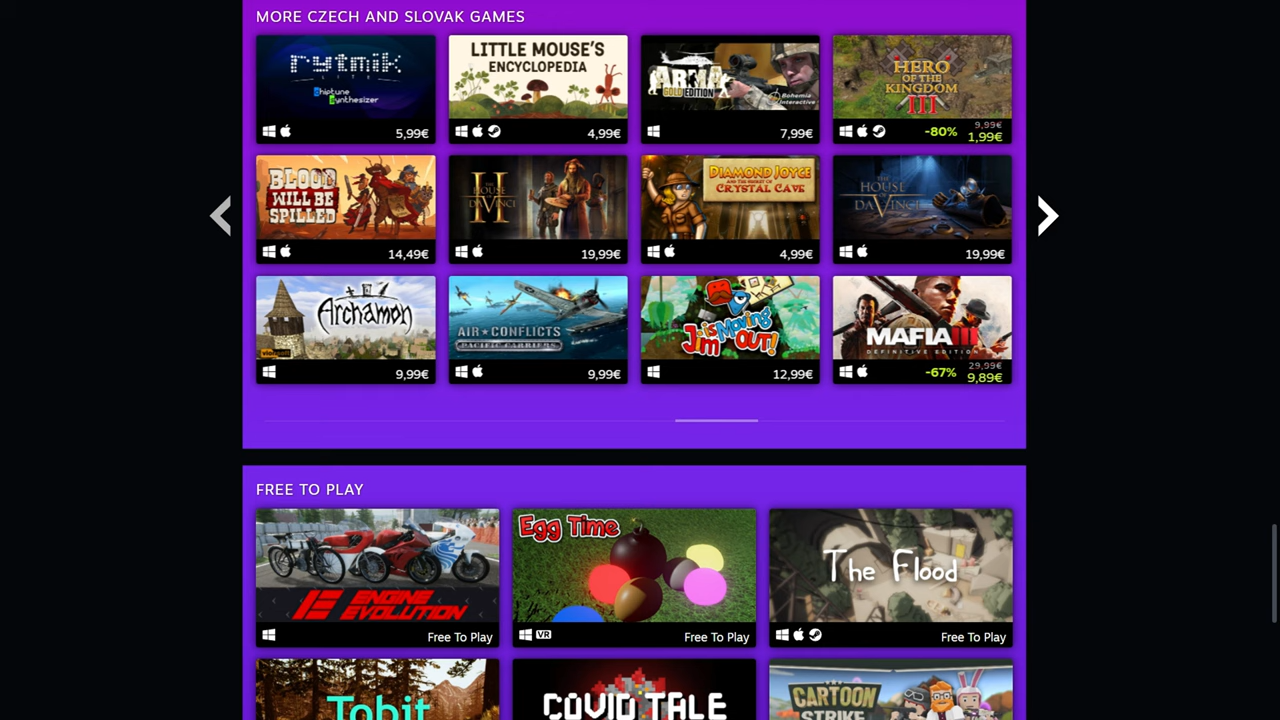 MORE CZECH AND SLOVAK GAMES
rytmik
Chiptune
Synthesizer
5,99€
LITTLE MOUSE'S
ENCYCLOPEDIA
4,99€
ARMA
GOLD EDITION
Bohemia
Interactive
7,99€
HERO
OF THE
KINGDOM
III
-80%
9,99€
1,99€
BLOOD
WILL BE
SPILLED
14,49€
THE
HOUSE
OF
DA VINCI
II
19,99€
DIAMOND JOYCE
AND THE SECRET OF
CRYSTAL CAVE
4,99€
THE
HOUSE
OF
DA VINCI
19,99€
Archamon
9,99€
AIR★CONFLICTS
PACIFIC CARRIERS
9,99€
Jim is Moving OUT!
12,99€
MAFIA III
DEFINITIVE EDITION
-67%
29,99€
9,89€
FREE TO PLAY
ENGINE
EVOLUTION
Free To Play
Egg Time
VR
Free To Play
The Flood
Free To Play
Tobit
COVID TALE
CARTOON
STRIKE